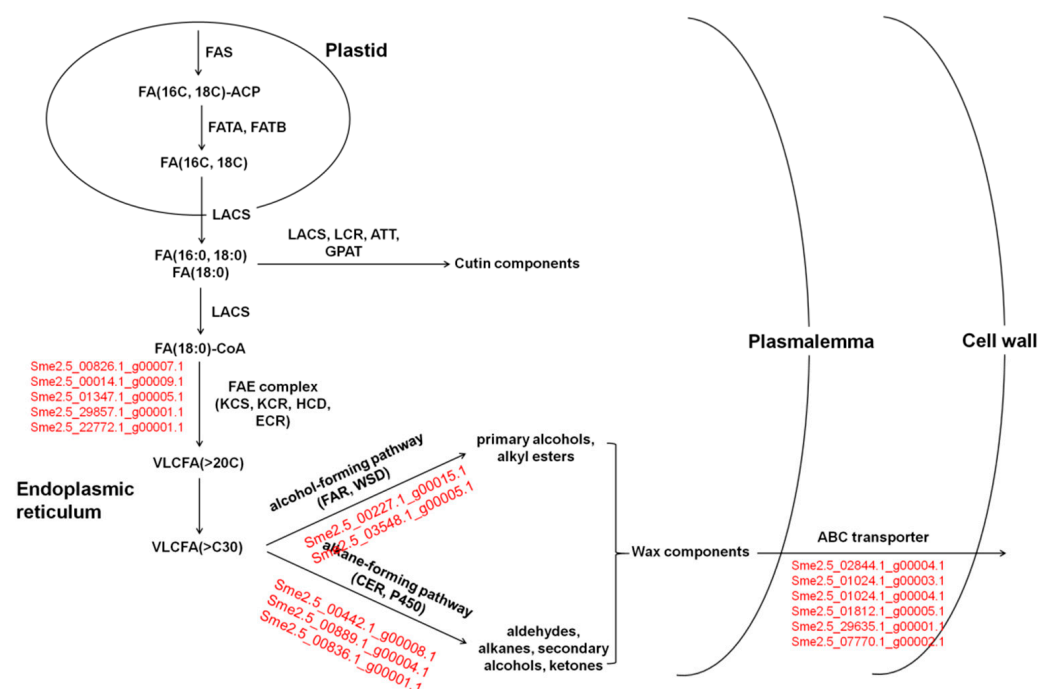 FAS
Plastid
FA(16C, 18C)-ACP
FATA, FATB
FA(16C, 18C)
LACS
FA(16:0, 18:0)
FA(18:0)
LACS, LCR, ATT,
GPAT
Cutin components
LACS
FA(18:0)-CoA
Sme2.5_00826.1_g00007.1
Sme2.5_00014.1_g00009.1
Sme2.5_01347.1_g00005.1
Sme2.5_29857.1_g00001.1
Sme2.5_22772.1_g00001.1
FAE complex
(KCS, KCR, HCD,
ECR)
VLCFA(>20C)
Endoplasmic
reticulum
VLCFA(>C30)
alcohol-forming pathway
(FAR, WSD)
Sme2.5_00227.1_g00015.1
Sme2.5_03548.1_g00005.1
primary alcohols,
alkyl esters
alkane-forming pathway
(CER, P450)
Sme2.5_00442.1_g00008.1
Sme2.5_00889.1_g00004.1
Sme2.5_00836.1_g00001.1
aldehydes,
alkanes, secondary
alcohols, ketones
Wax components
Plasmalemma
Cell wall
ABC transporter
Sme2.5_02844.1_g00004.1
Sme2.5_01024.1_g00003.1
Sme2.5_01024.1_g00004.1
Sme2.5_01812.1_g00005.1
Sme2.5_29635.1_g00001.1
Sme2.5_07770.1_g00002.1